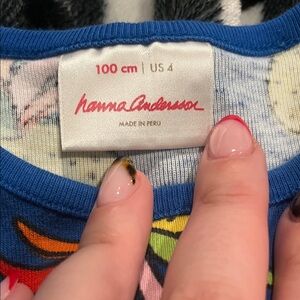 100 cm | US 4
hanna andersson
MADE IN PERU